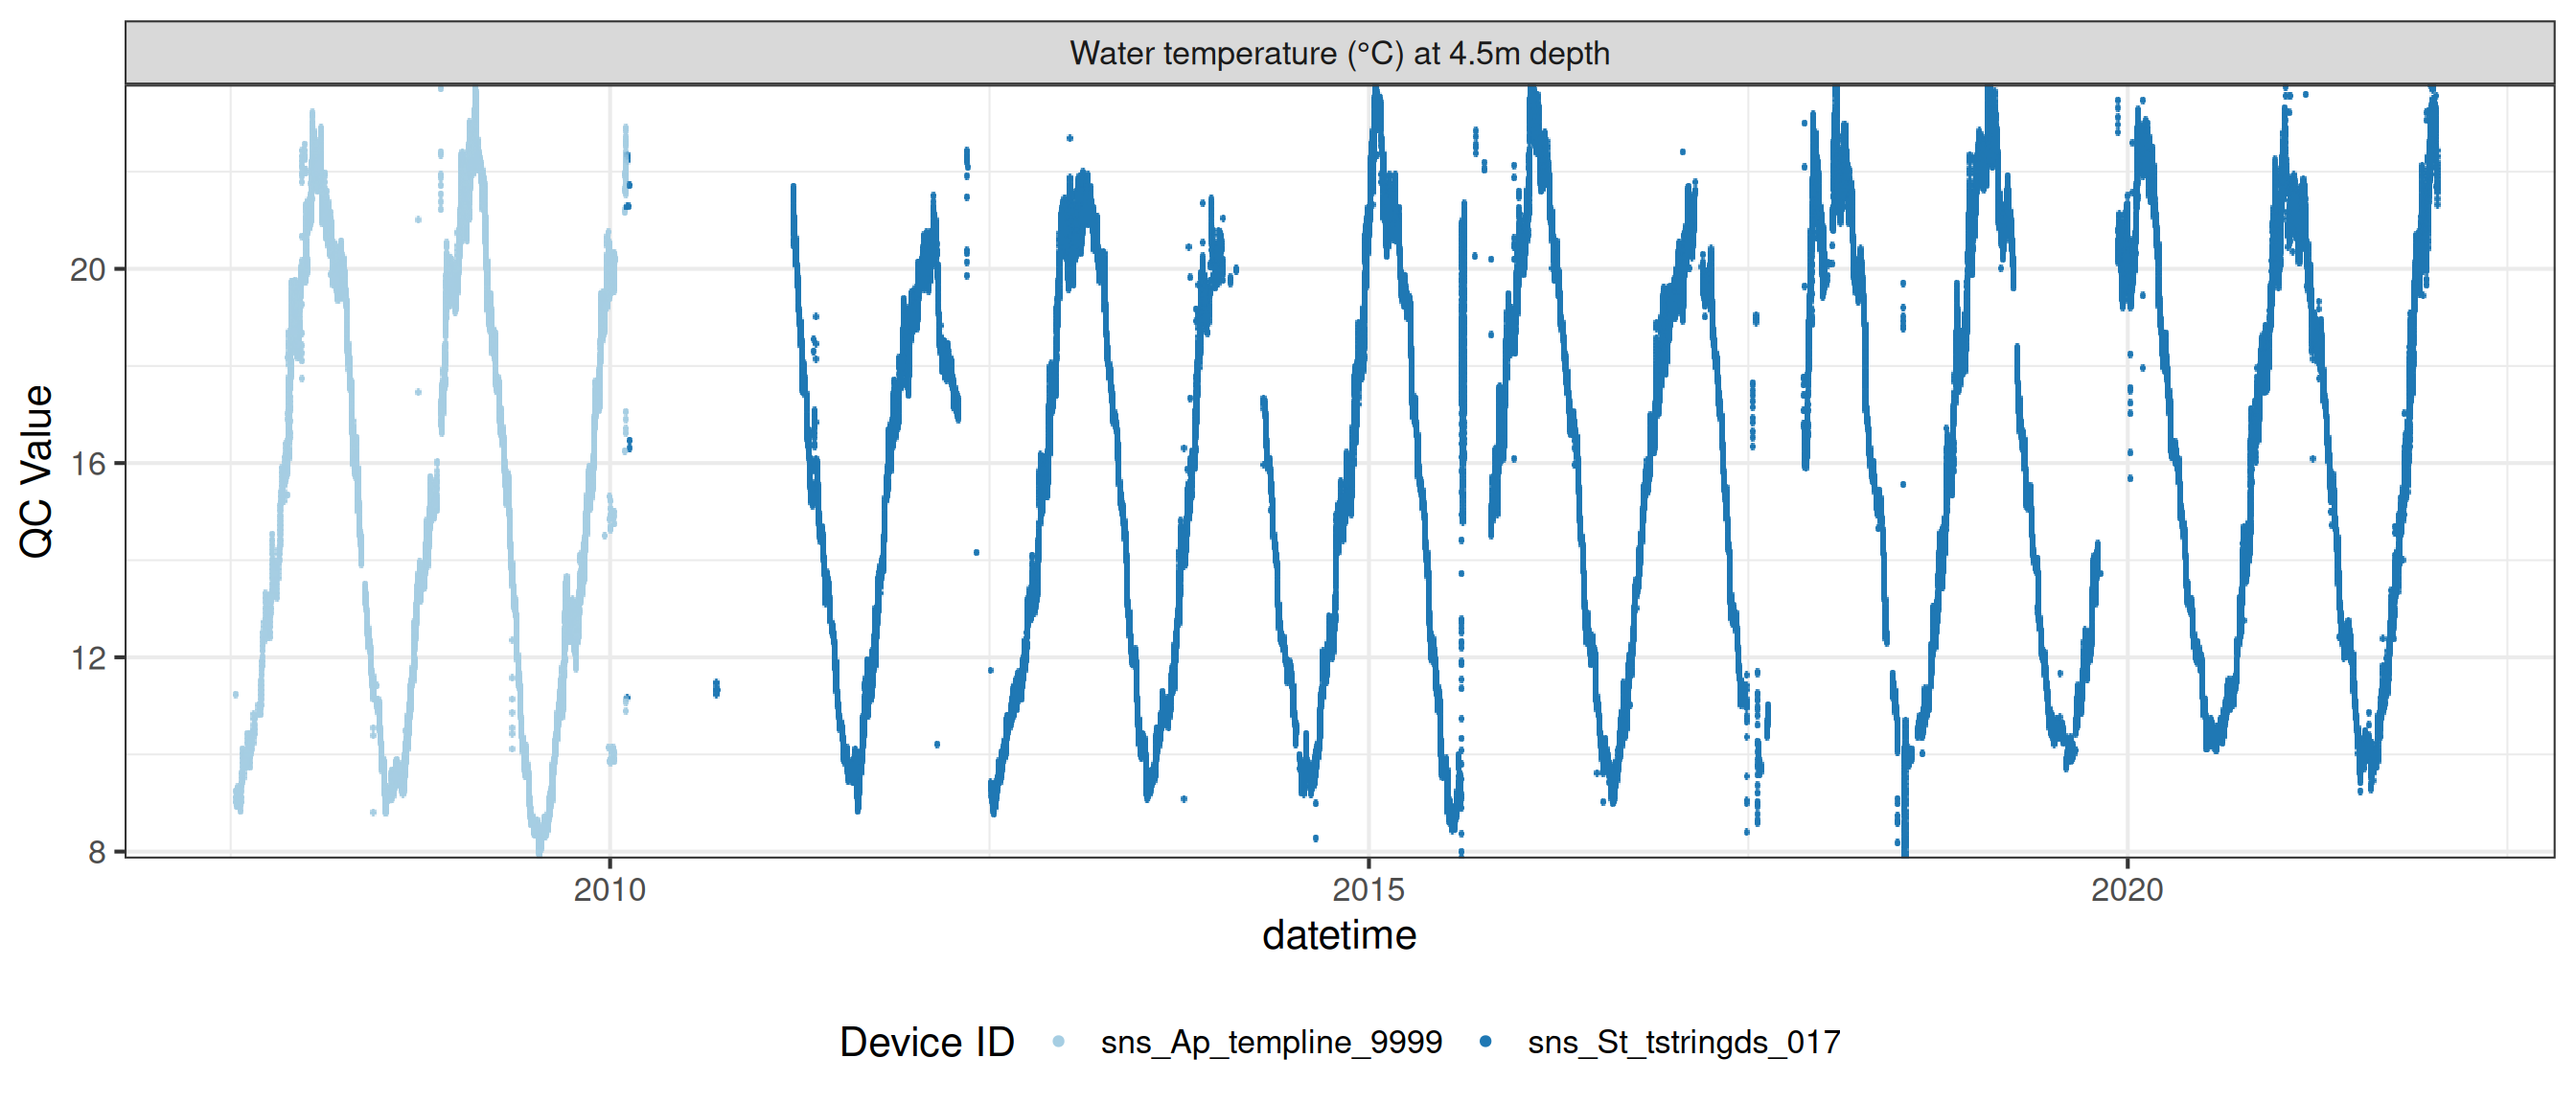 Water temperature (°C) at 4.5m depth
QC Value
20
16
12
8
2010 2015 2020
datetime
Device ID sns_Ap_templine_9999 sns_St_tstringds_017